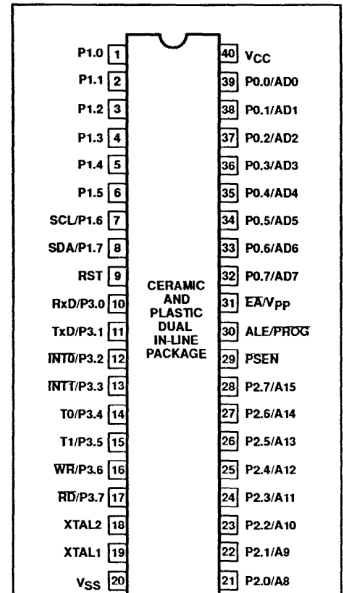 P1.0 1
P1.1 2
P1.2 3
P1.3 4
P1.4 5
P1.5 6
SCL/P1.6 7
SDA/P1.7 8
RST 9
RxD/P3.0 10
TxD/P3.1 11
INT0/P3.2 12
INT1/P3.3 13
T0/P3.4 14
T1/P3.5 15
WR/P3.6 16
RD/P3.7 17
XTAL2 18
XTAL1 19
VSS 20
CERAMIC
AND
PLASTIC
DUAL
IN-LINE
PACKAGE
40 VCC
39 P0.0/AD0
38 P0.1/AD1
37 P0.2/AD2
36 P0.3/AD3
35 P0.4/AD4
34 P0.5/AD5
33 P0.6/AD6
32 P0.7/AD7
31 EA/VPP
30 ALE/PROG
29 PSEN
28 P2.7/A15
27 P2.6/A14
26 P2.5/A13
25 P2.4/A12
24 P2.3/A11
23 P2.2/A10
22 P2.1/A9
21 P2.0/A8